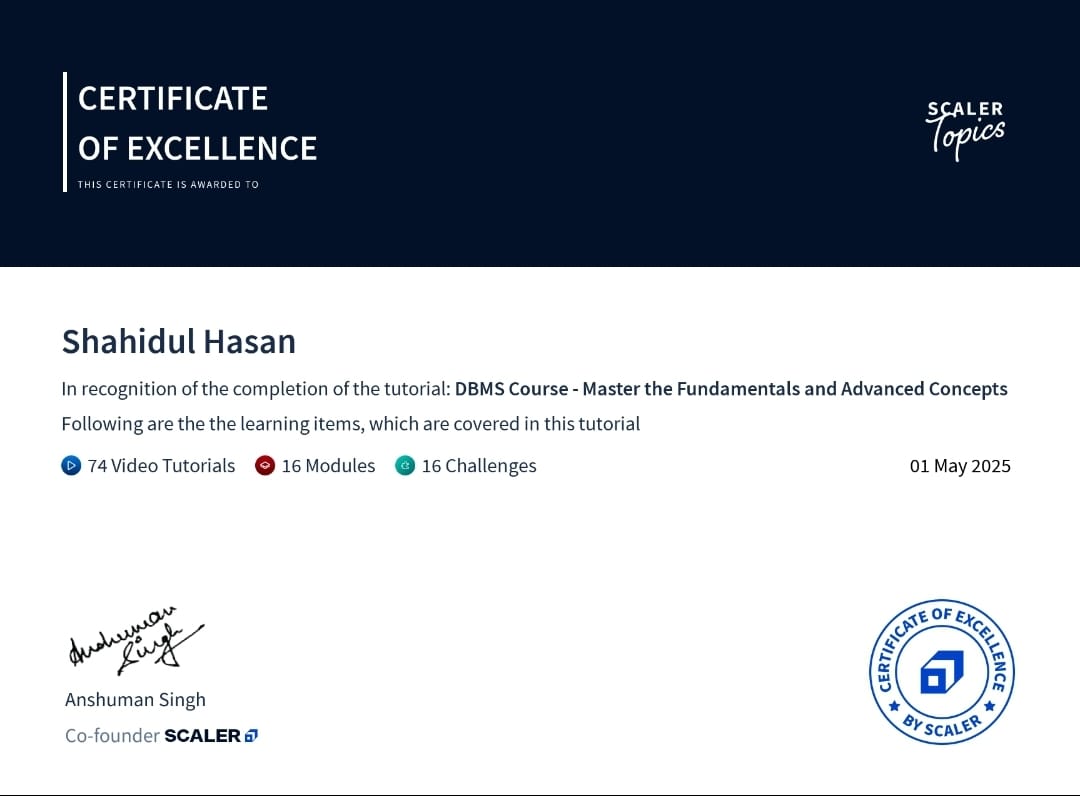 CERTIFICATE
OF EXCELLENCE
THIS CERTIFICATE IS AWARDED TO
SCALER
Topics
Shahidul Hasan
In recognition of the completion of the tutorial: DBMS Course - Master the Fundamentals and Advanced Concepts
Following are the the learning items, which are covered in this tutorial
74 Video Tutorials 16 Modules 16 Challenges 01 May 2025
Anshuman
Singh
Anshuman Singh
Co-founder SCALER
CERTIFICATE OF EXCELLENCE
BY SCALER